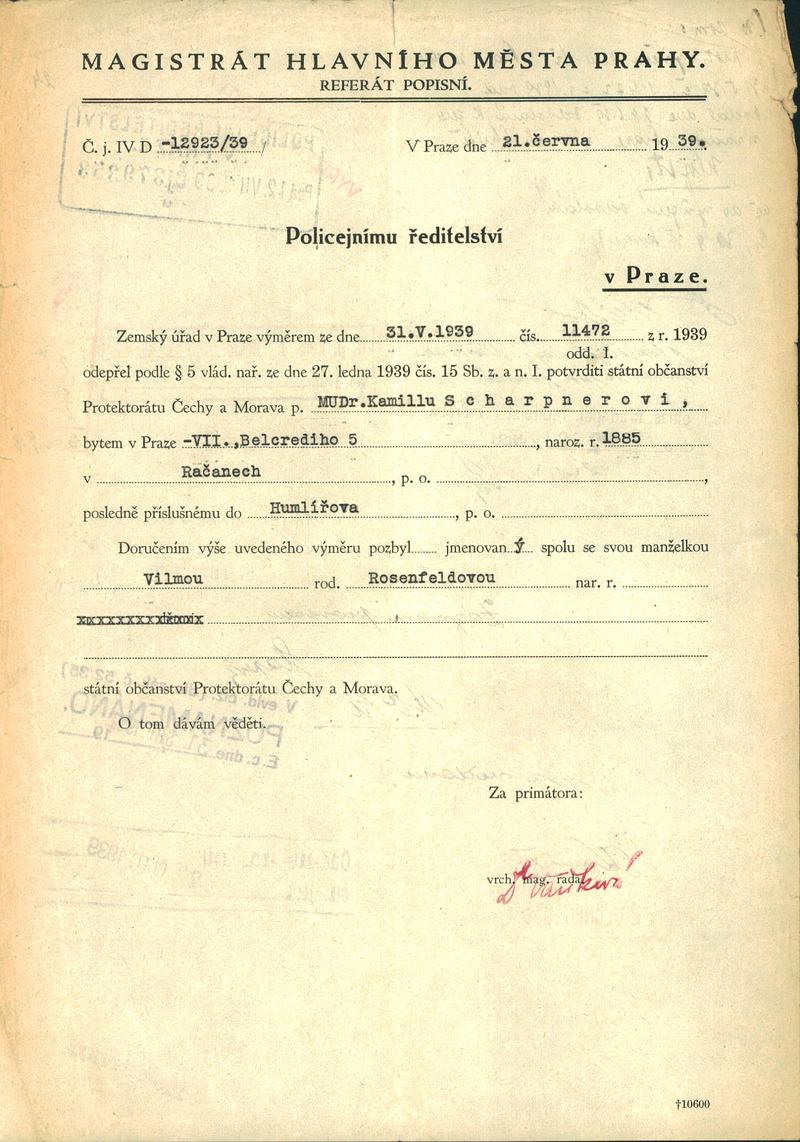 MAGISTRÁT HLAVNÍHO MĚSTA PRAHY.
REFERÁT POPISNÍ.
Č. j. IV D -12923/39
V Praze dne 21.června 19 39.
Policejnímu ředitelství
v Praze.
Zemský úřad v Praze výměrem ze dne 31.V.1939 čís. 11472 z r. 1939
odd. I.
odepřel podle § 5 vlád. nař. ze dne 27. ledna 1939 čís. 15 Sb. z. a n. I. potvrditi státní občanství
Protektorátu Čechy a Morava p. MUDr.Kamillu Scharpnerovi,
bytem v Praze -VII.,Belcrediho 5, naroz. r. 1885
v Račanech, p. o.
posledně příslušnému do Humlířova, p. o.
Doručením výše uvedeného výměru pozbyl jmenovan ý spolu se svou manželkou
Vilmou rod. Rosenfeldovou nar. r.
státní občanství Protektorátu Čechy a Morava.
O tom dávám věděti.
Za primátora:
vrch. mag. rada
†10600